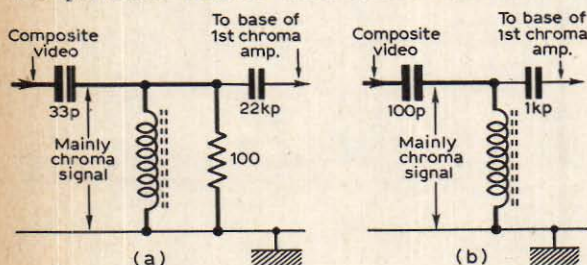 Composite
video
To base of
1st chroma
amp.
33p
22kp
Mainly
chroma
signal
100
(a)
Composite
video
To base of
1st chroma
amp.
100p
1kp
Mainly
chroma
signal
(b)